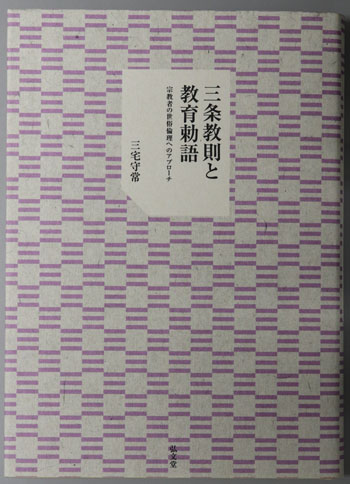 三条教則と
教育勅語
宗教者の世俗倫理へのアプローチ
三宅守常
弘文堂